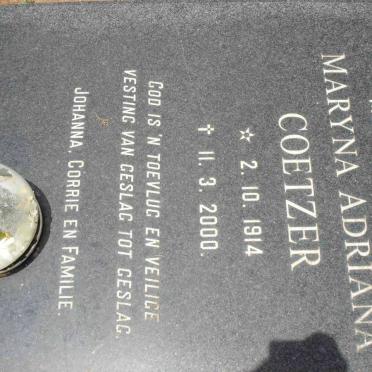 MARYNA ADRIANA
COETZER
☆ 2. 10. 1914
✝ 11. 3. 2000.
GOD IS 'N TOEVLUG EN VEILIGE
VESTING VAN GESLAG TOT GESLAG.
JOHANNA, CORRIE EN FAMILIE.